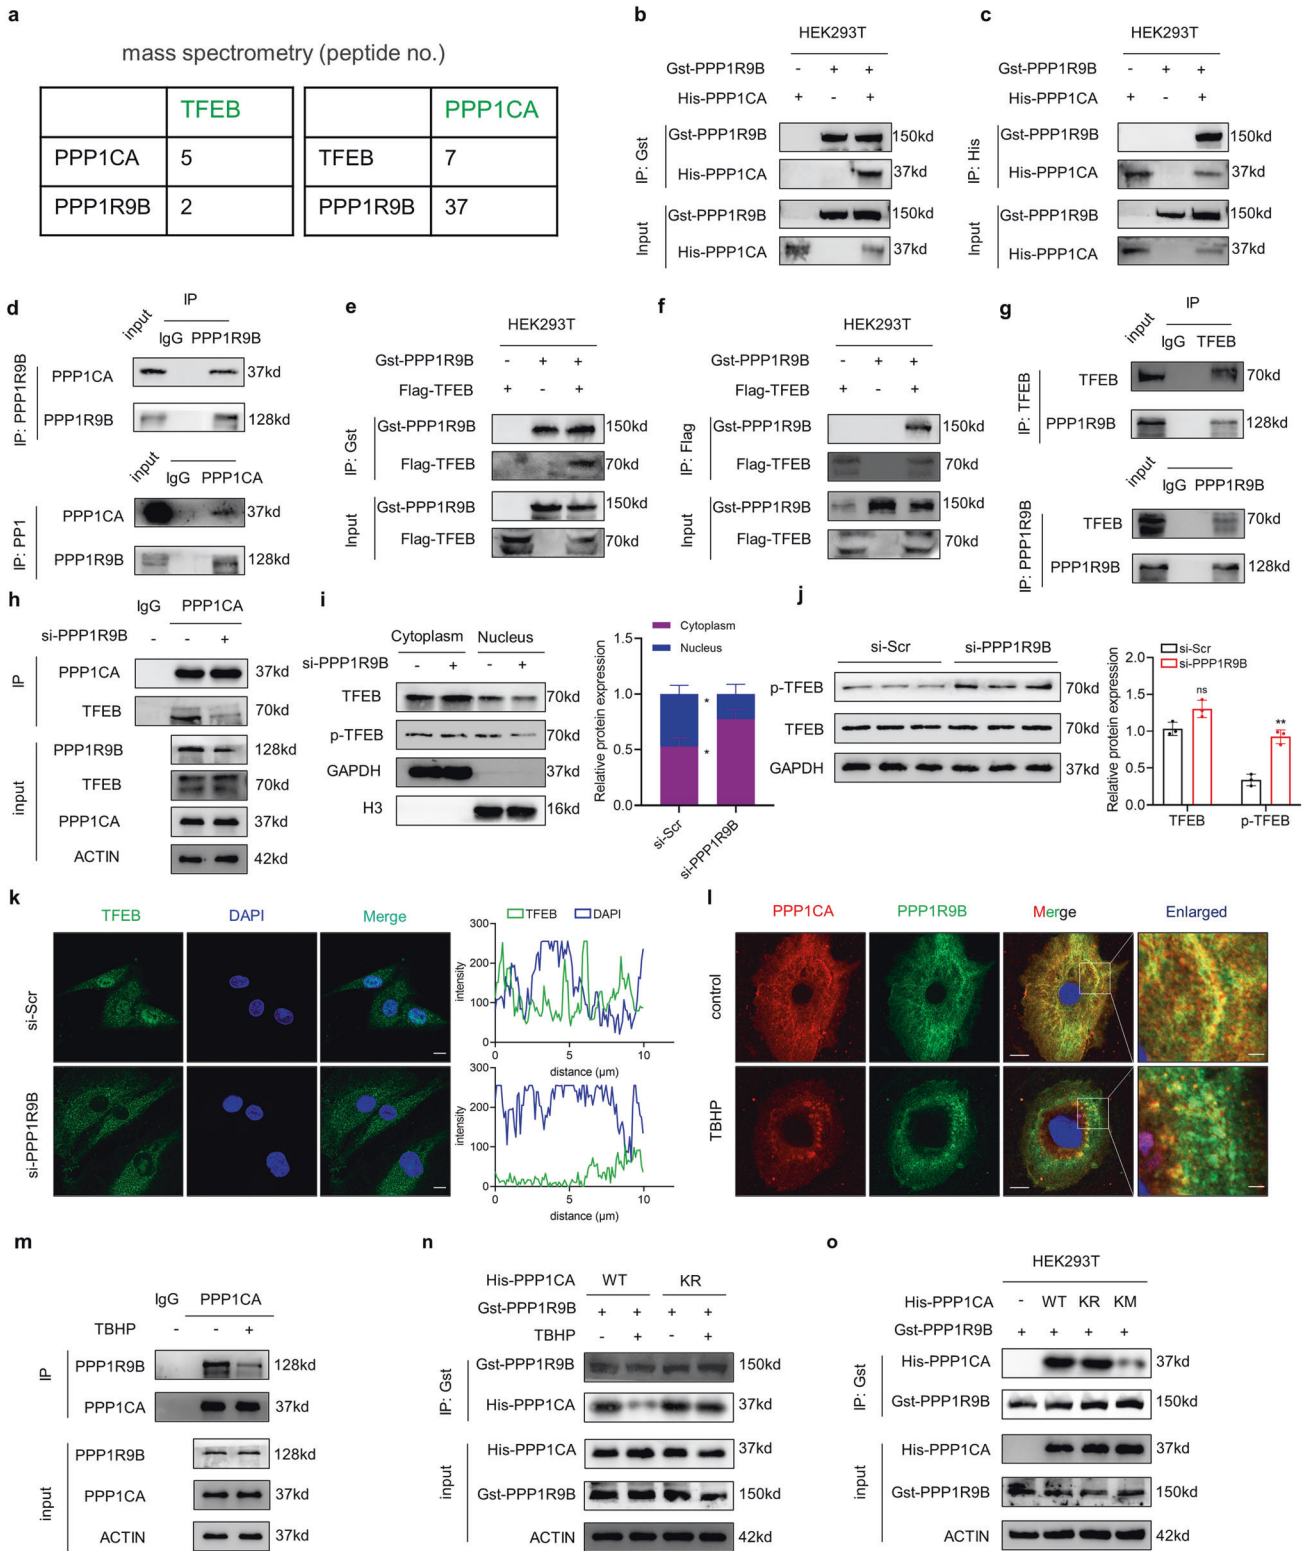 a
mass spectrometry (peptide no.)
TFEB
PPP1CA 5
PPP1R9B 2
PPP1CA
TFEB 7
PPP1R9B 37
b
HEK293T
Gst-PPP1R9B - + +
His-PPP1CA + - +
IP: Gst
Gst-PPP1R9B 150kd
His-PPP1CA 37kd
Input
Gst-PPP1R9B 150kd
His-PPP1CA 37kd
c
HEK293T
Gst-PPP1R9B - + +
His-PPP1CA + - +
IP: His
Gst-PPP1R9B 150kd
His-PPP1CA 37kd
Input
Gst-PPP1R9B 150kd
His-PPP1CA 37kd
d
IP
input IgG PPP1R9B
IP: PPP1R9B
PPP1CA 37kd
PPP1R9B 128kd
input IgG PPP1CA
IP: PP1
PPP1CA 37kd
PPP1R9B 128kd
e
HEK293T
Gst-PPP1R9B - + +
Flag-TFEB + - +
IP: Gst
Gst-PPP1R9B 150kd
Flag-TFEB 70kd
Input
Gst-PPP1R9B 150kd
Flag-TFEB 70kd
f
HEK293T
Gst-PPP1R9B - + +
Flag-TFEB + - +
IP: Flag
Gst-PPP1R9B 150kd
Flag-TFEB 70kd
Input
Gst-PPP1R9B 150kd
Flag-TFEB 70kd
g
IP
input IgG TFEB
IP: TFEB
TFEB 70kd
PPP1R9B 128kd
input IgG PPP1R9B
IP: PPP1R9B
TFEB 70kd
PPP1R9B 128kd
h
IgG PPP1CA
si-PPP1R9B - - +
IP
PPP1CA 37kd
TFEB 70kd
input
PPP1R9B 128kd
TFEB 70kd
PPP1CA 37kd
ACTIN 42kd
i
Cytoplasm Nucleus
si-PPP1R9B - + - +
TFEB 70kd
p-TFEB 70kd
GAPDH 37kd
H3 16kd
Cytoplasm
Nucleus
Relative protein expression
1.5
1.0
0.5
0.0
*
*
si-Scr
si-PPP1R9B
j
si-Scr si-PPP1R9B
p-TFEB 70kd
TFEB 70kd
GAPDH 37kd
si-Scr
si-PPP1R9B
Relative protein expression
2.0
1.5
1.0
0.5
0.0
ns
**
TFEB p-TFEB
k
TFEB DAPI Merge
si-Scr
si-PPP1R9B
TFEB DAPI
intensity
300
200
100
0
0 5 10
distance (μm)
intensity
300
200
100
0
0 5 10
distance (μm)
l
PPP1CA PPP1R9B Merge Enlarged
control
TBHP
m
IgG PPP1CA
TBHP - - +
IP
PPP1R9B 128kd
PPP1CA 37kd
input
PPP1R9B 128kd
PPP1CA 37kd
ACTIN 37kd
n
His-PPP1CA WT KR
Gst-PPP1R9B + + + +
TBHP - + - +
IP: Gst
Gst-PPP1R9B 150kd
His-PPP1CA 37kd
input
His-PPP1CA 37kd
Gst-PPP1R9B 150kd
ACTIN 42kd
o
HEK293T
His-PPP1CA - WT KR KM
Gst-PPP1R9B + + + +
IP: Gst
His-PPP1CA 37kd
Gst-PPP1R9B 150kd
input
His-PPP1CA 37kd
Gst-PPP1R9B 150kd
ACTIN 42kd